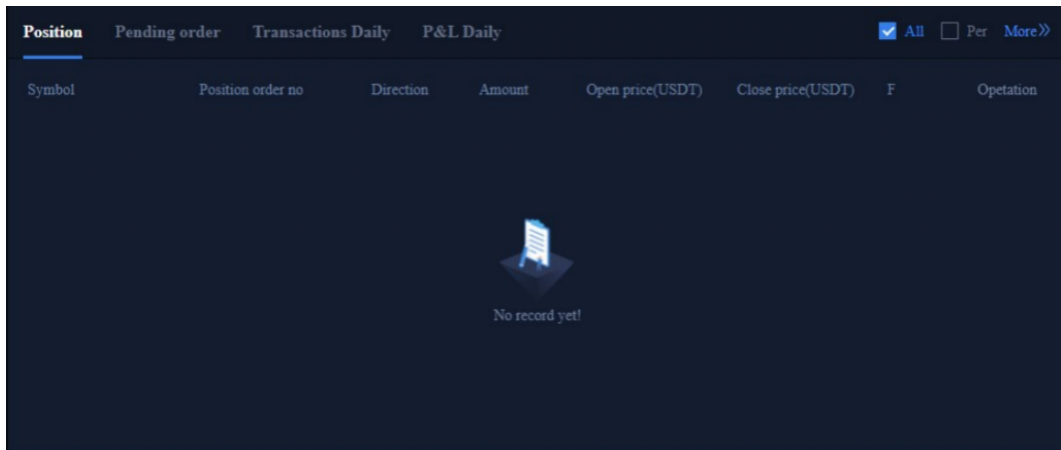 Position Pending order Transactions Daily P&L Daily All Per More»
Symbol Position order no Direction Amount Open price(USDT) Close price(USDT) F Opetation
No record yet!